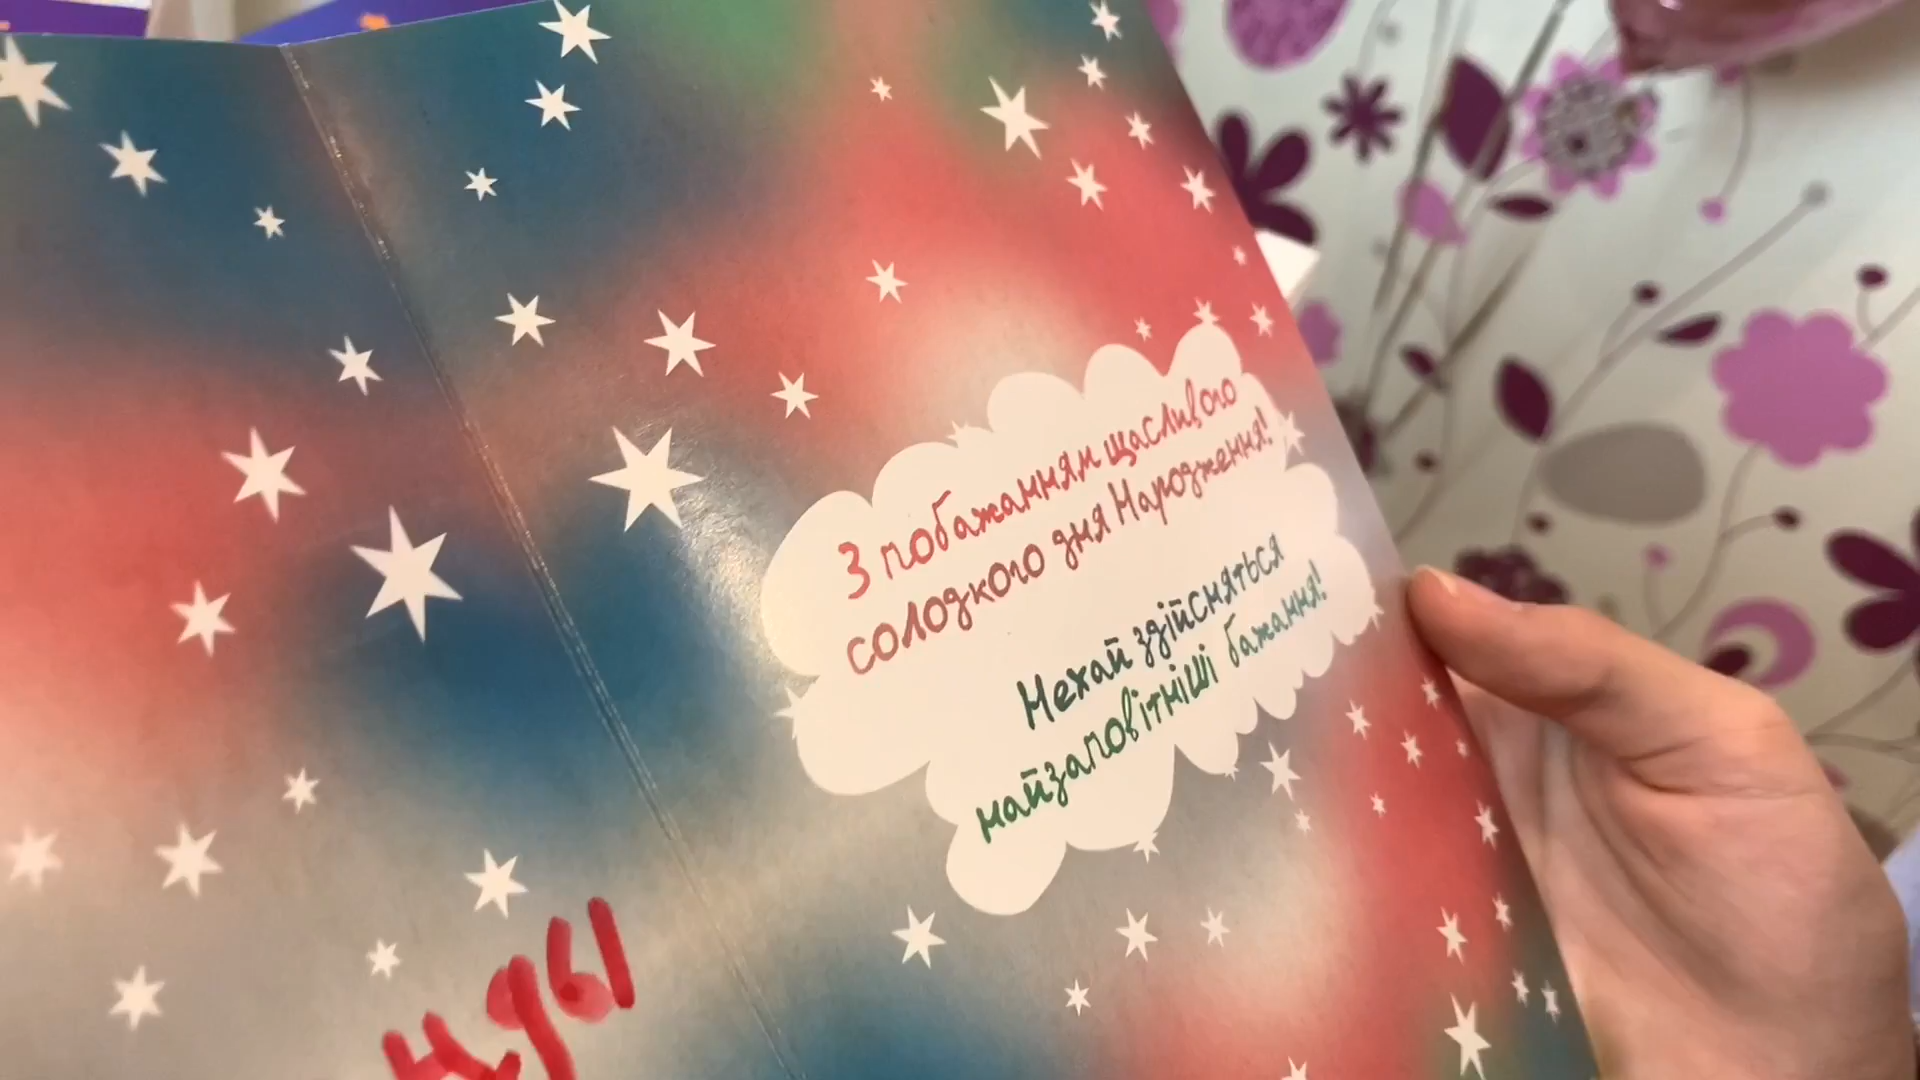 З побажанням щасливого
солодкого дня Народження!
Нехай здійсняться
найзаповітніші бажання!